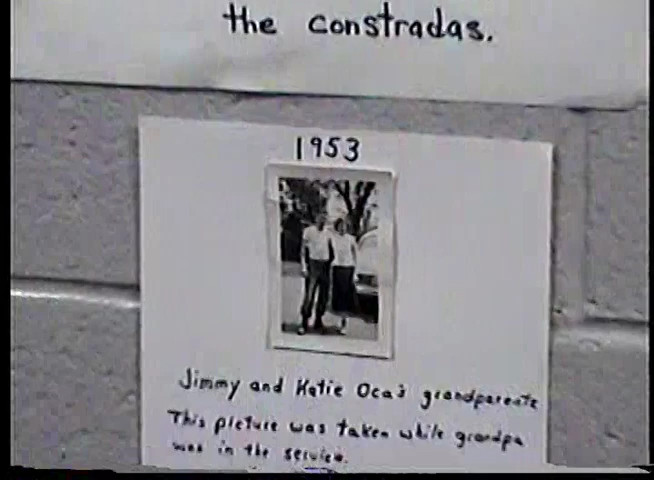 the constradas.
1953
Jimmy and Katie Oca's grandparents
This picture was taken while grandpa
was in the service.